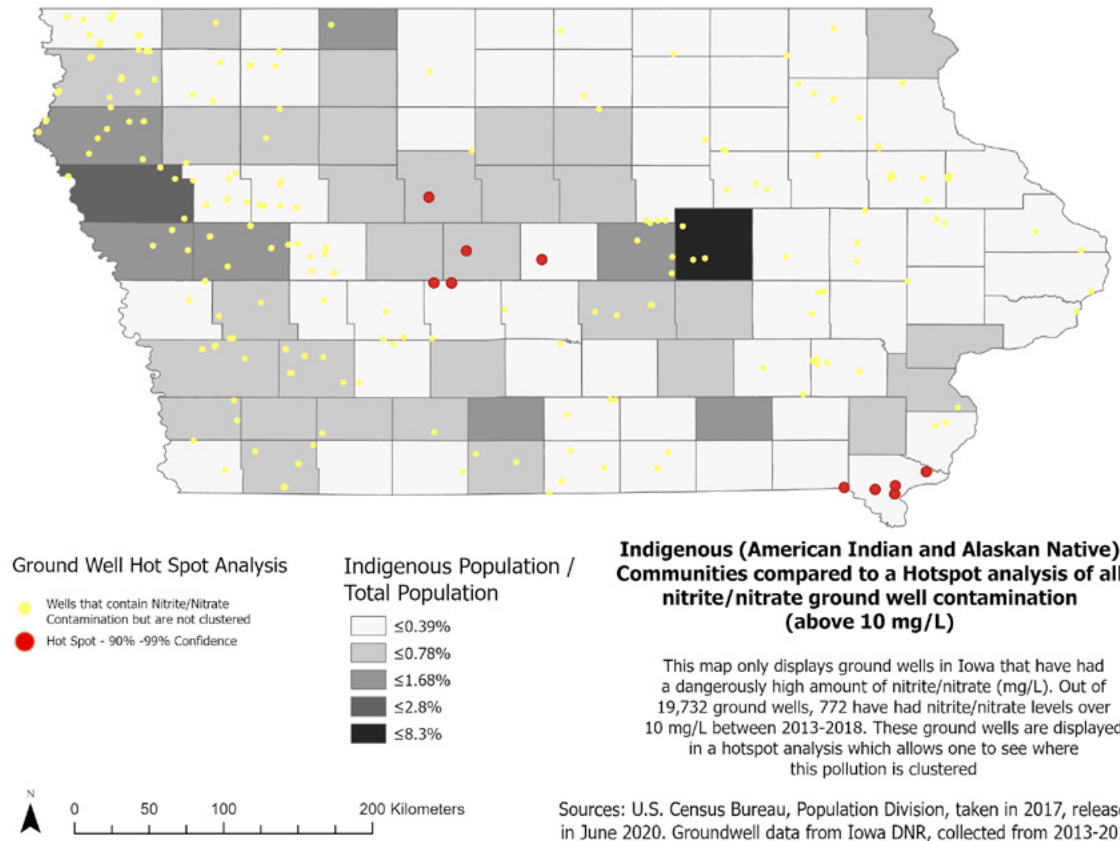 Ground Well Hot Spot Analysis
Wells that contain Nitrite/Nitrate
Contamination but are not clustered
Hot Spot - 90% -99% Confidence
Indigenous Population /
Total Population
≤0.39%
≤0.78%
≤1.68%
≤2.8%
≤8.3%
Indigenous (American Indian and Alaskan Native)
Communities compared to a Hotspot analysis of all
nitrite/nitrate ground well contamination
(above 10 mg/L)
This map only displays ground wells in Iowa that have had
a dangerously high amount of nitrite/nitrate (mg/L). Out of
19,732 ground wells, 772 have had nitrite/nitrate levels over
10 mg/L between 2013-2018. These ground wells are displayed
in a hotspot analysis which allows one to see where
this pollution is clustered
N
0 50 100 200 Kilometers
Sources: U.S. Census Bureau, Population Division, taken in 2017, release
in June 2020. Groundwell data from Iowa DNR, collected from 2013-20